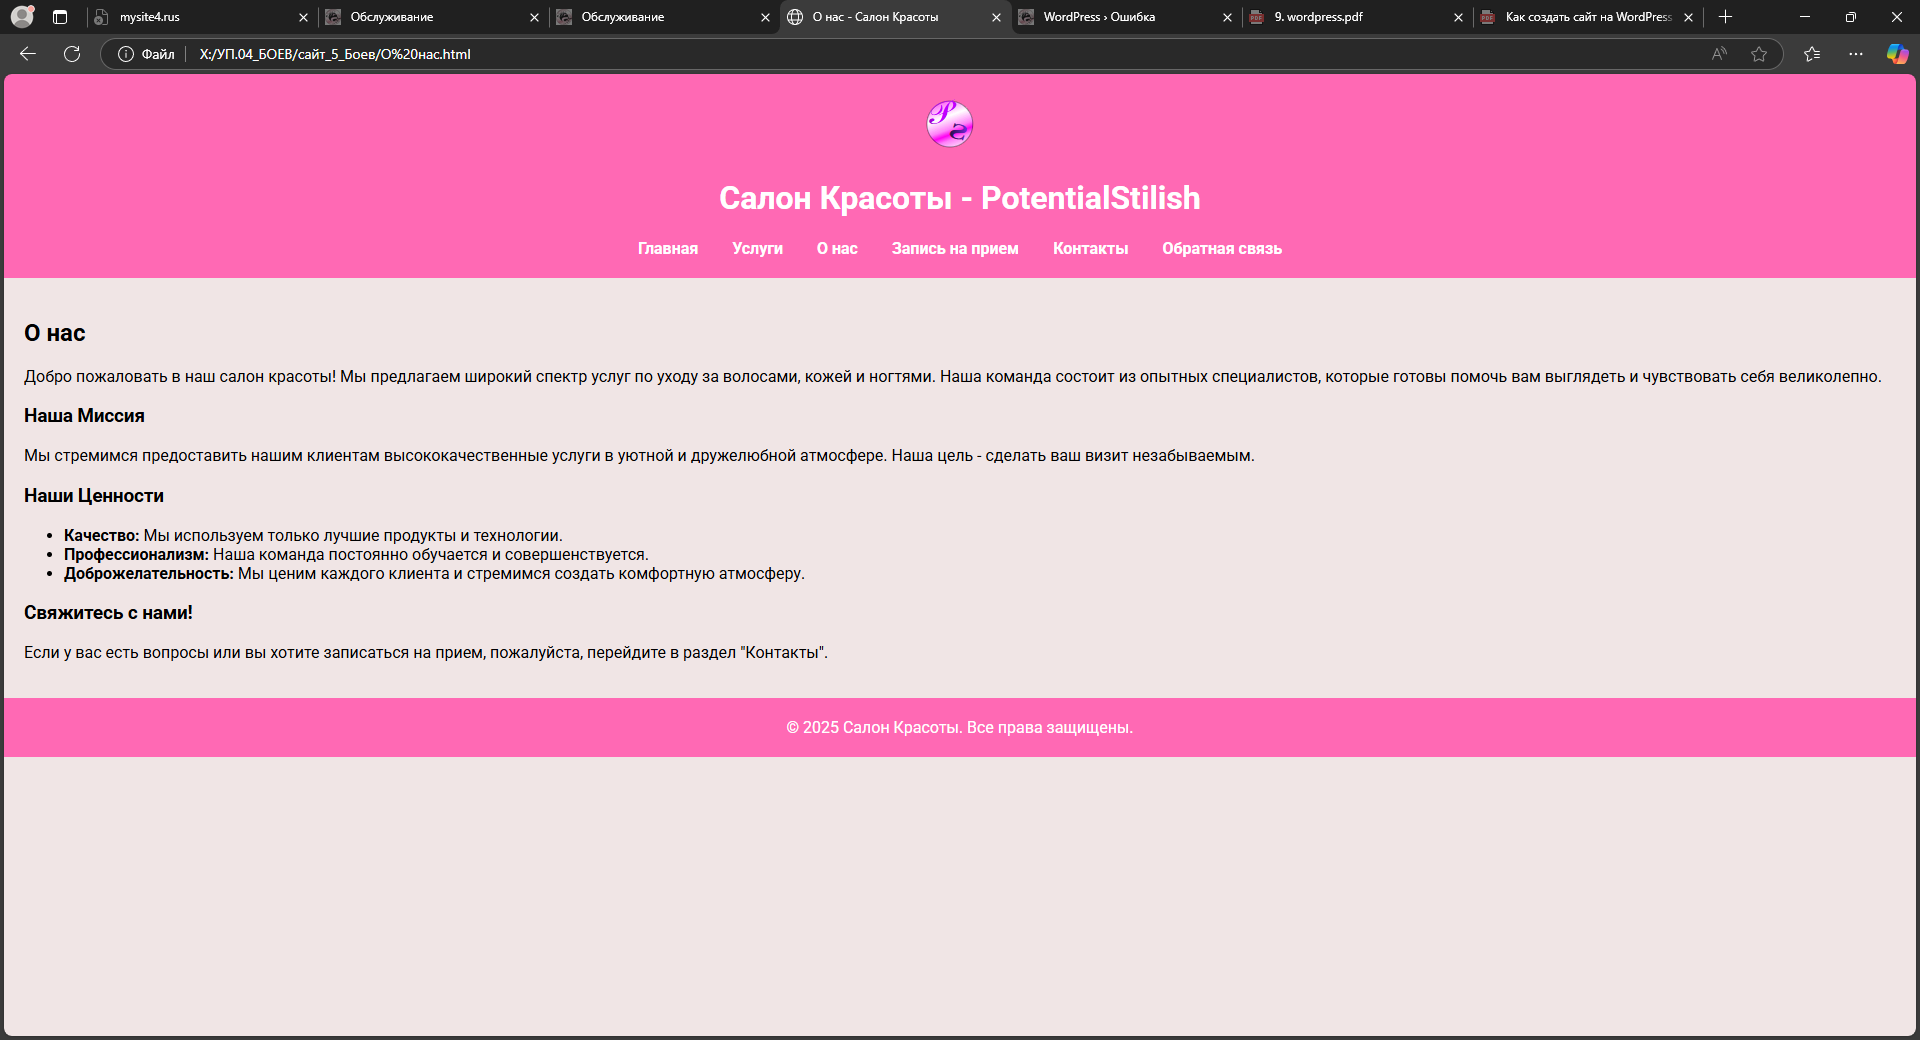 mysite4.rus
Обслуживание
Обслуживание
О нас - Салон Красоты
WordPress › Ошибка
9. wordpress.pdf
Как создать сайт на WordPress
Файл
X:/УП.04_БОЕВ/сайт_5_Боев/О%20нас.html
Салон Красоты - PotentialStilish
Главная Услуги О нас Запись на прием Контакты Обратная связь
О нас
Добро пожаловать в наш салон красоты! Мы предлагаем широкий спектр услуг по уходу за волосами, кожей и ногтями. Наша команда состоит из опытных специалистов, которые готовы помочь вам выглядеть и чувствовать себя великолепно.
Наша Миссия
Мы стремимся предоставить нашим клиентам высококачественные услуги в уютной и дружелюбной атмосфере. Наша цель - сделать ваш визит незабываемым.
Наши Ценности
• Качество: Мы используем только лучшие продукты и технологии.
• Профессионализм: Наша команда постоянно обучается и совершенствуется.
• Доброжелательность: Мы ценим каждого клиента и стремимся создать комфортную атмосферу.
Свяжитесь с нами!
Если у вас есть вопросы или вы хотите записаться на прием, пожалуйста, перейдите в раздел "Контакты".
© 2025 Салон Красоты. Все права защищены.